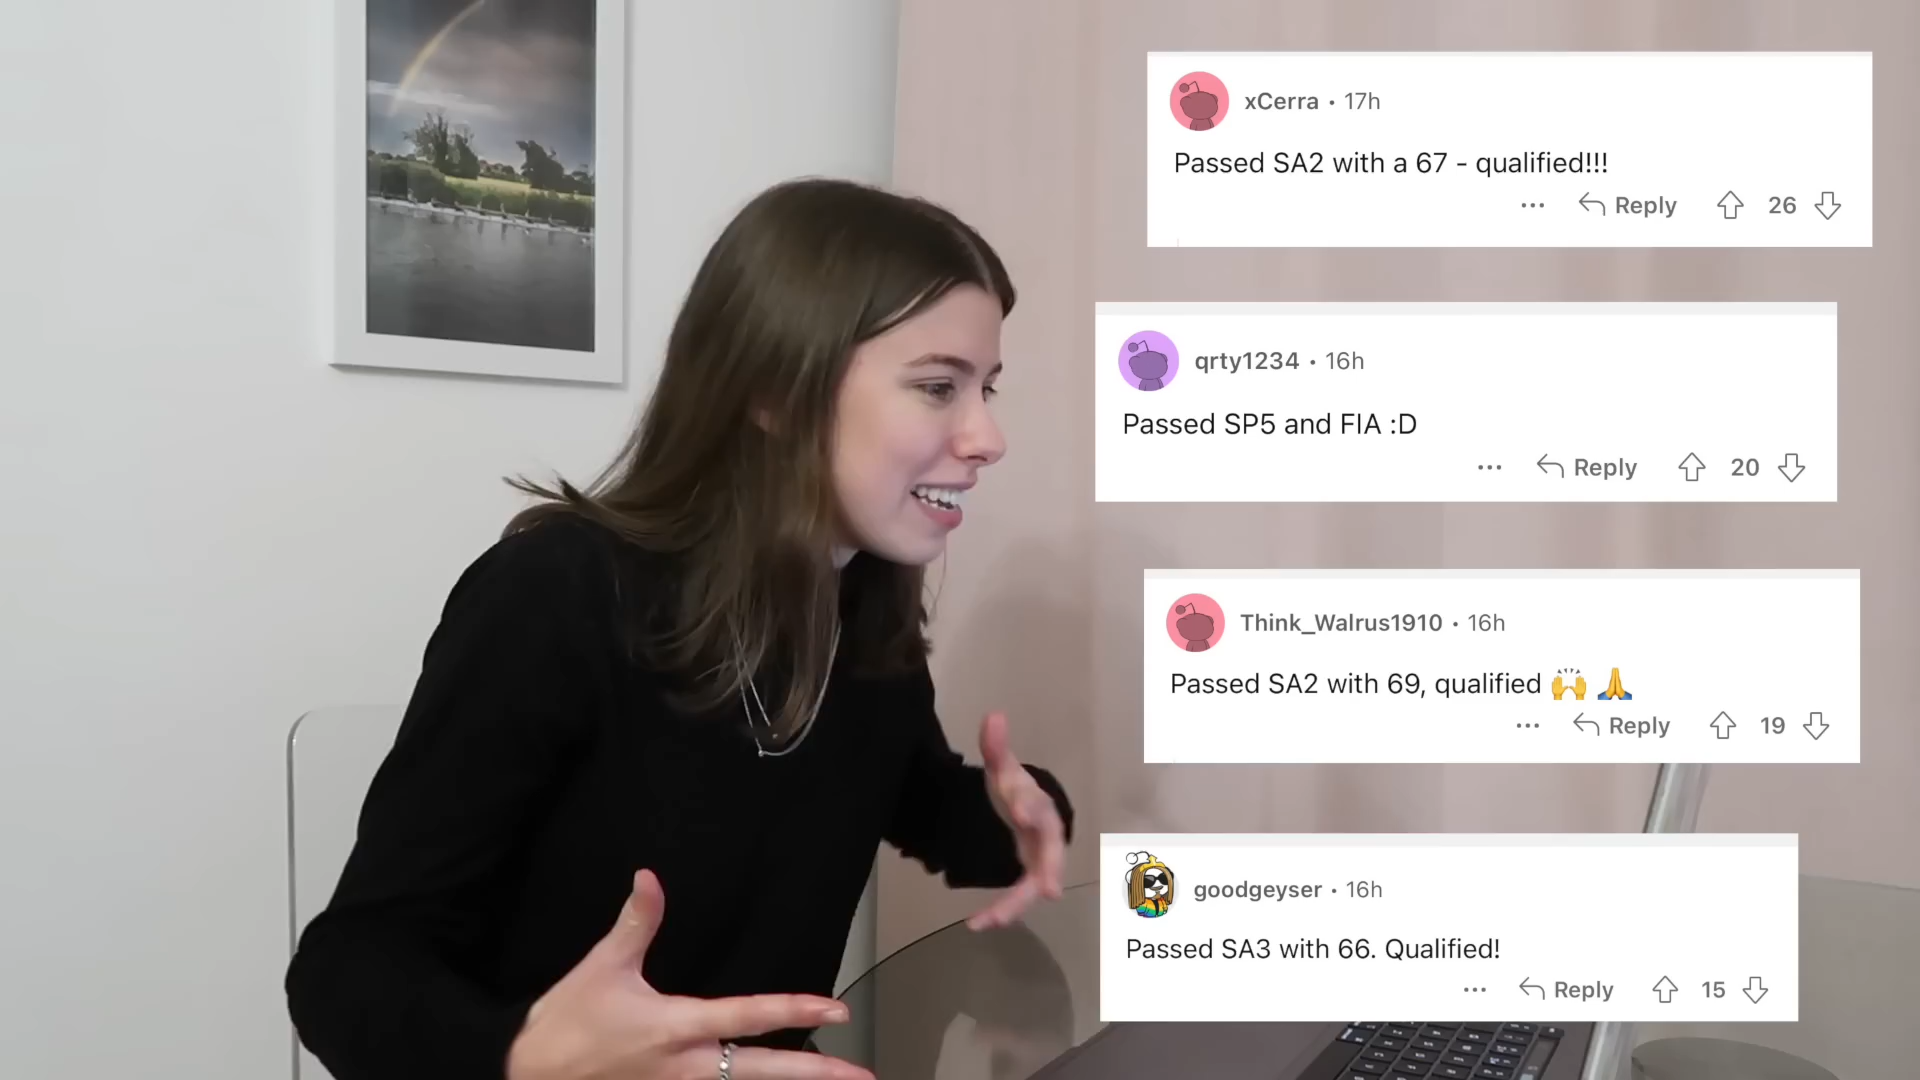 xCerra • 17h
Passed SA2 with a 67 - qualified!!!
... Reply 26
qrty1234 • 16h
Passed SP5 and FIA :D
... Reply 20
Think_Walrus1910 • 16h
Passed SA2 with 69, qualified 🙌 🙏
... Reply 19
goodgeyser • 16h
Passed SA3 with 66. Qualified!
... Reply 15